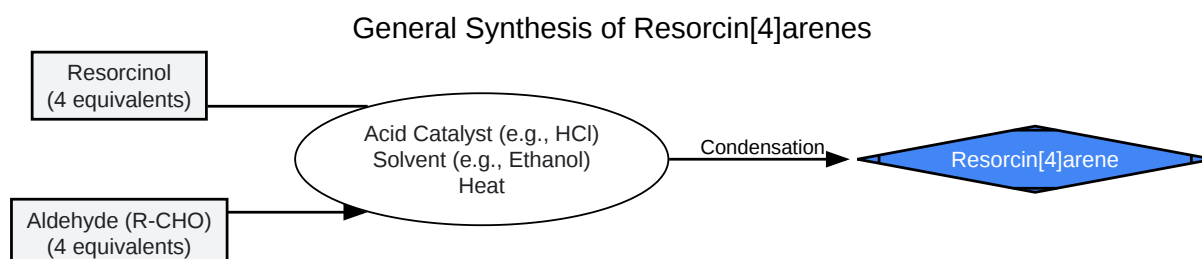 General Synthesis of Resorcin[4]arenes
Resorcinol
(4 equivalents)
Acid Catalyst (e.g., HCl)
Solvent (e.g., Ethanol)
Heat
Condensation
Resorcin[4]arene
Aldehyde (R-CHO)
(4 equivalents)